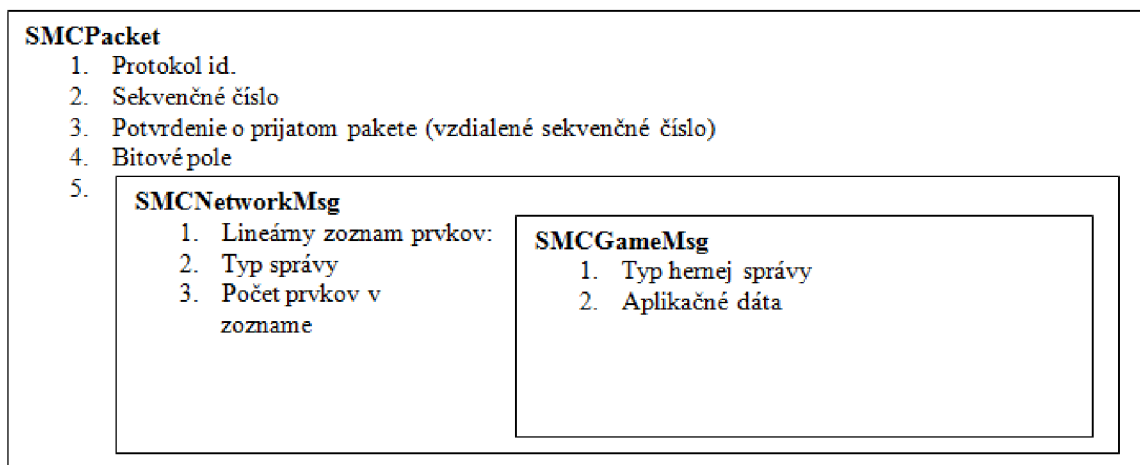 SMCPacket
1. Protokol id.
2. Sekvenčné číslo
3. Potvrdenie o prijatom pakete (vzdialené sekvenčné číslo)
4. Bitové pole
5.
SMCNetworkMsg
1. Lineárny zoznam prvkov:
2. Typ správy
3. Počet prvkov v
zozname
SMCGameMsg
1. Typ hernej správy
2. Aplikačné dáta